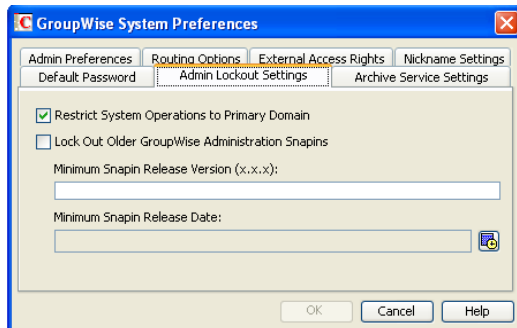 GroupWise System Preferences
Admin Preferences Routing Options External Access Rights Nickname Settings
Default Password Admin Lockout Settings Archive Service Settings
Restrict System Operations to Primary Domain
Lock Out Older GroupWise Administration Snapins
Minimum Snapin Release Version (x.x.x):
Minimum Snapin Release Date:
OK Cancel Help